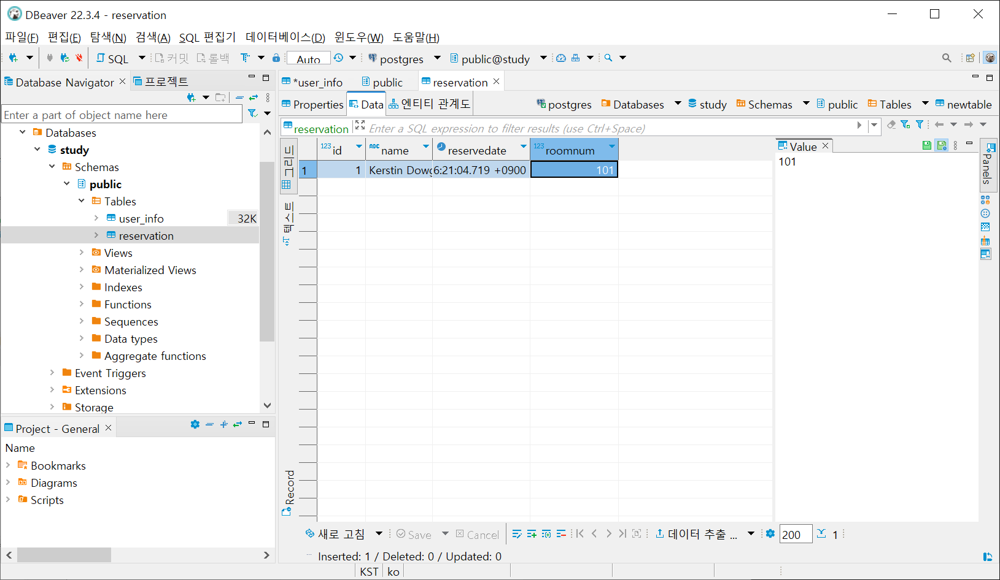 DBeaver 22.3.4 - reservation
파일(F) 편집(E) 탐색(N) 검색(A) SQL 편집기 데이터베이스(D) 윈도우(W) 도움말(H)
SQL 커밋 롤백 Auto postgres public@study
Database Navigator 프로젝트
Enter a part of object name here
Databases
study
Schemas
public
Tables
user_info 32K
reservation
Views
Materialized Views
Indexes
Functions
Sequences
Data types
Aggregate functions
Event Triggers
Extensions
Storage
Project - General
Name
Bookmarks
Diagrams
Scripts
*user_info public reservation
Properties Data 엔티티 관계도 postgres Databases study Schemas public Tables newtable
reservation Enter a SQL expression to filter results (use Ctrl+Space)
그리드
텍스트
Record
123 id ABC name reservedate 123 roomnum
1 1 Kerstin Dowg 6:21:04.719 +0900 101
Value
101
Panels
새로 고침 Save Cancel 데이터 추출 ... 200 1
Inserted: 1 / Deleted: 0 / Updated: 0
KST ko